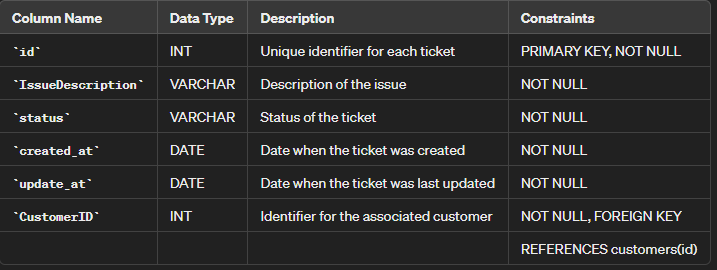 Column Name Data Type Description Constraints
`id` INT Unique identifier for each ticket PRIMARY KEY, NOT NULL
`IssueDescription` VARCHAR Description of the issue NOT NULL
`status` VARCHAR Status of the ticket NOT NULL
`created_at` DATE Date when the ticket was created NOT NULL
`update_at` DATE Date when the ticket was last updated NOT NULL
`CustomerID` INT Identifier for the associated customer NOT NULL, FOREIGN KEY
REFERENCES customers(id)